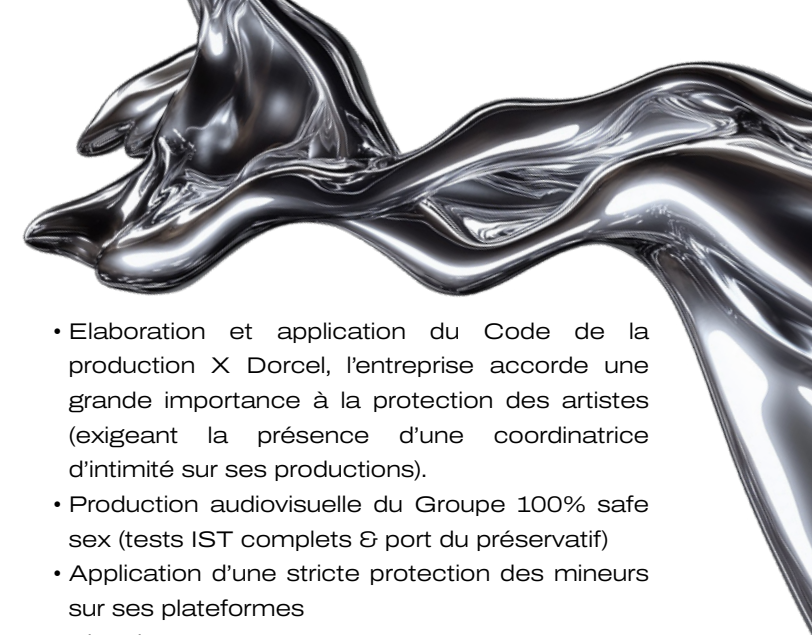 • Elaboration et application du Code de la
production X Dorcel, l'entreprise accorde une
grande importance à la protection des artistes
(exigeant la présence d'une coordinatrice
d'intimité sur ses productions).
• Production audiovisuelle du Groupe 100% safe
sex (tests IST complets & port du préservatif)
• Application d'une stricte protection des mineurs
sur ses plateformes